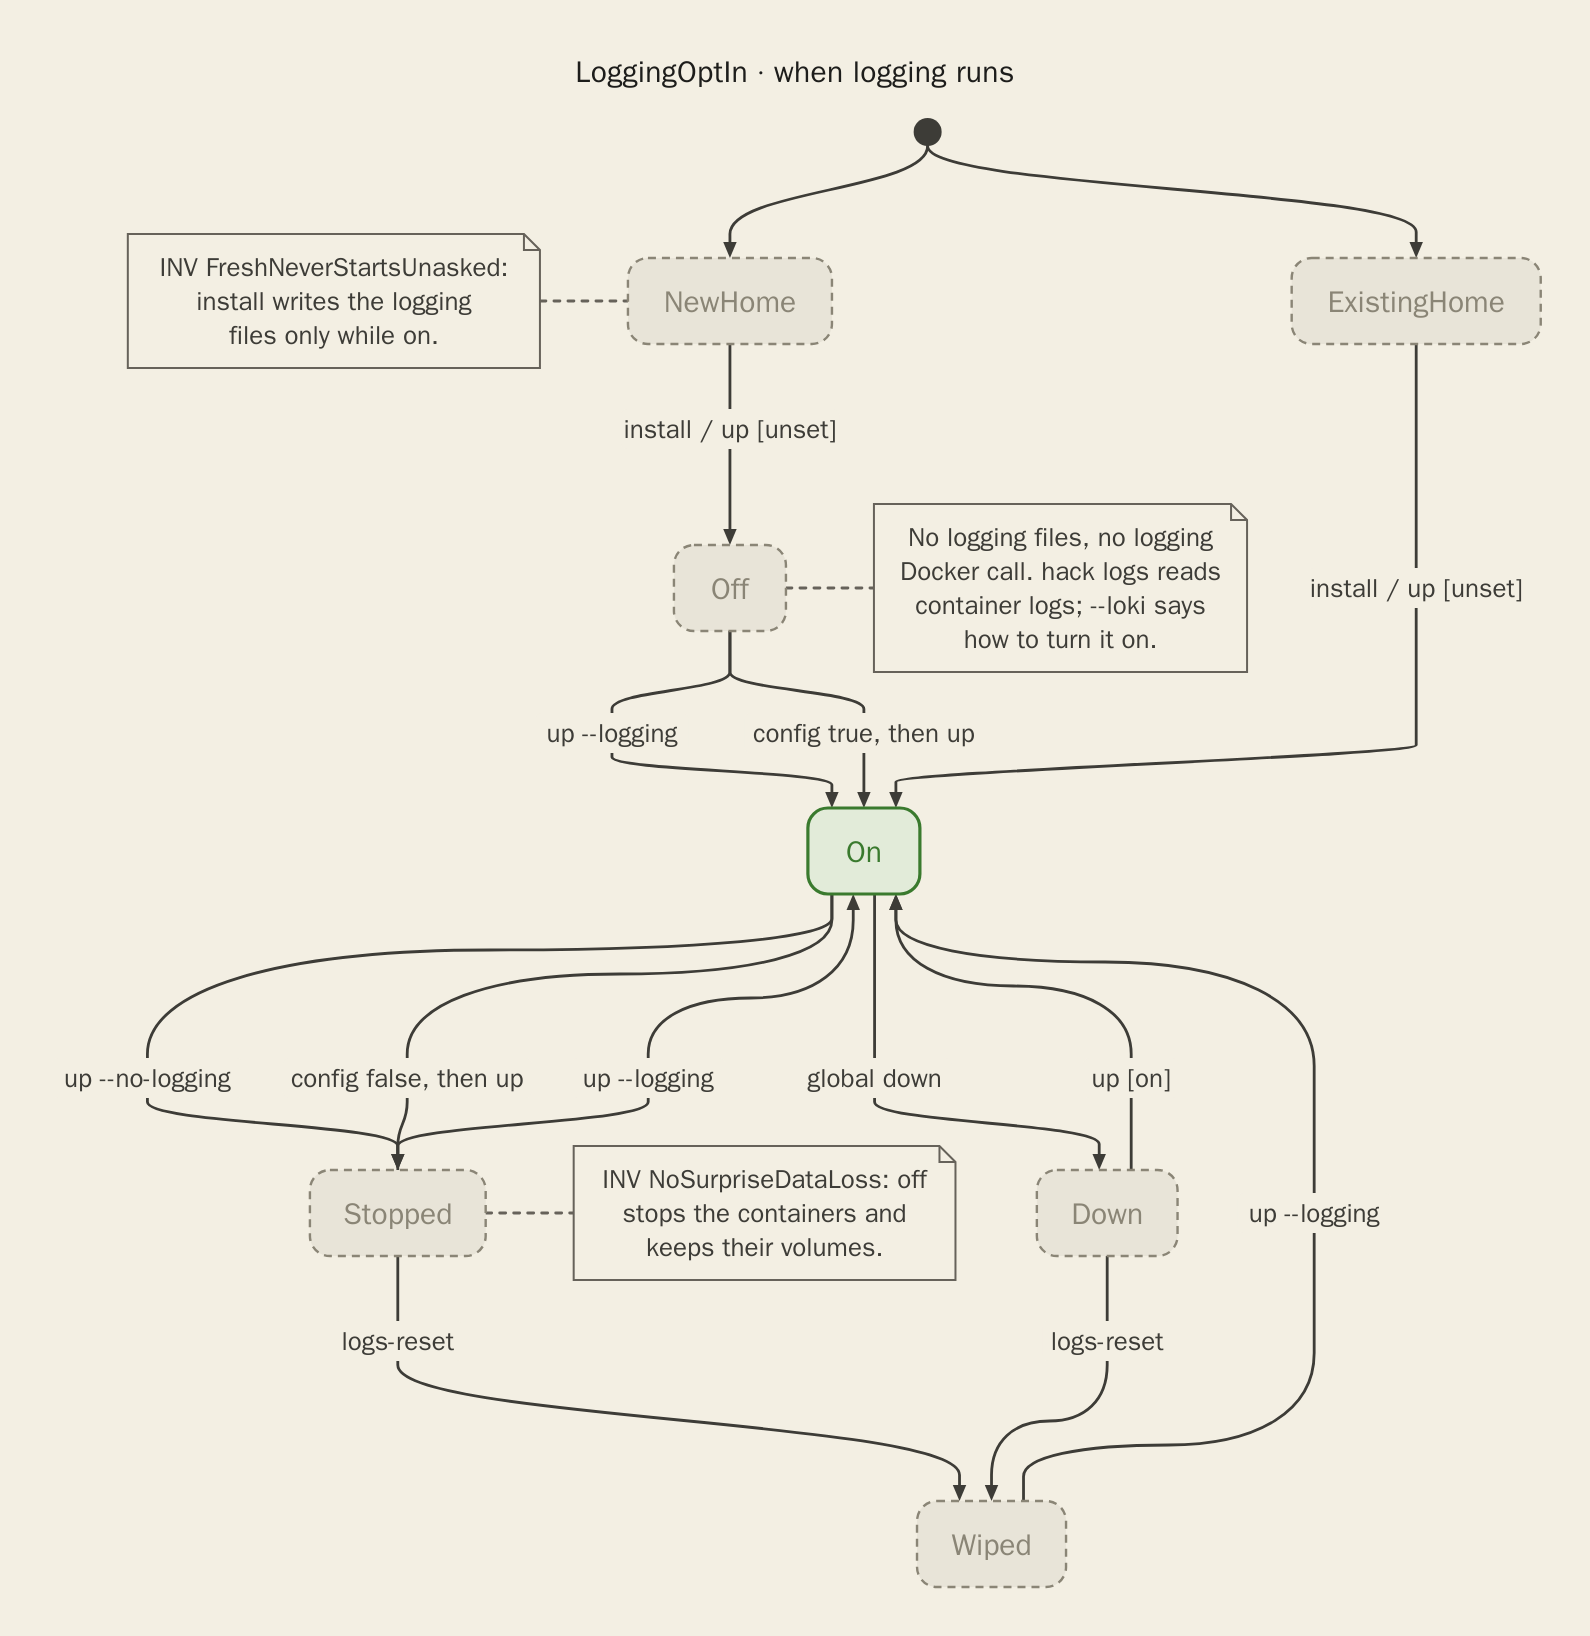 LoggingOptIn · when logging runs
INV FreshNeverStartsUnasked:
install writes the logging
files only while on.
NewHome
ExistingHome
install / up [unset]
No logging files, no logging
Docker call. hack logs reads
container logs; --loki says
how to turn it on.
Off
install / up [unset]
up --logging
config true, then up
On
up --no-logging
config false, then up
up --logging
global down
up [on]
INV NoSurpriseDataLoss: off
stops the containers and
keeps their volumes.
Stopped
Down
up --logging
logs-reset
logs-reset
Wiped